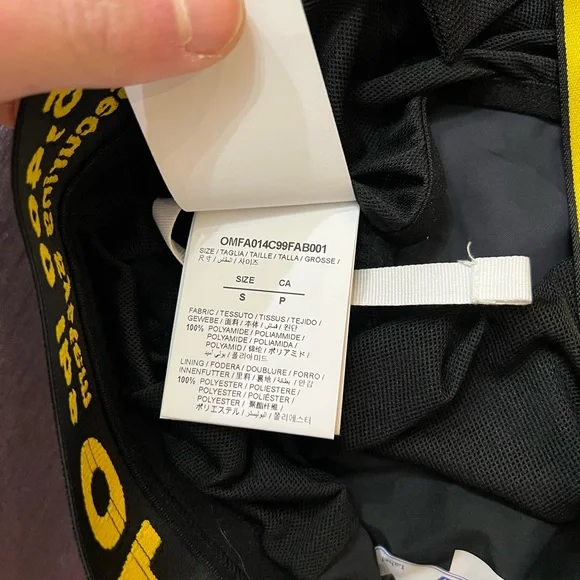 OMFA014C99FAB001
SIZE / TAGLIA / TAILLE / TALLA / GRÖSSE /
尺寸 / المقاس / サイズ / 사이즈
SIZE CA
S P
FABRIC / TESSUTO / TISSUS / TEJIDO /
GEWEBE / 面料 / 本体 / قماش / 원단
100% POLYAMIDE / POLIAMMIDE /
POLYAMIDE / POLIAMIDA /
POLYAMID / 锦纶 / ポリアミド /
بولي أميد / 폴리아미드
LINING / FODERA / DOUBLURE / FORRO /
INNENFUTTER / 里料 / 裏地 / بطانة / 안감
100% POLYESTER / POLIESTERE /
POLYESTER / POLIÉSTER /
POLYESTER / 聚酯纤维 /
ポリエステル / البوليستر / 폴리에스터
Label